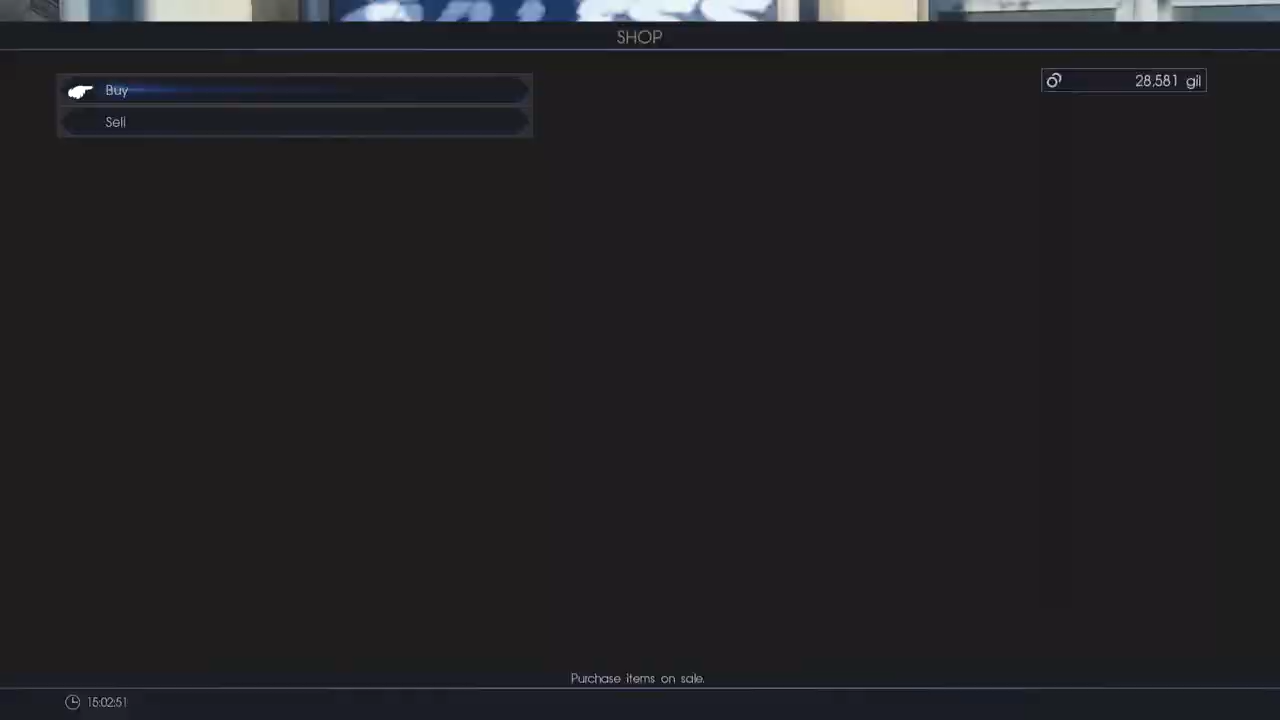 SHOP
Buy
28,581 gil
Sell
Purchase items on sale.
15:02:51